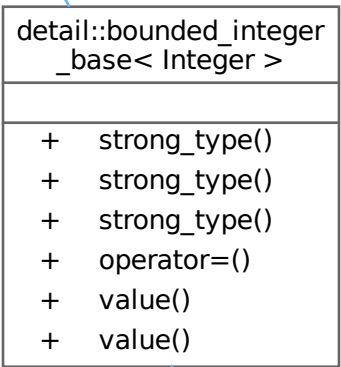 detail::bounded_integer
_base< Integer >
+ strong_type()
+ strong_type()
+ strong_type()
+ operator=()
+ value()
+ value()